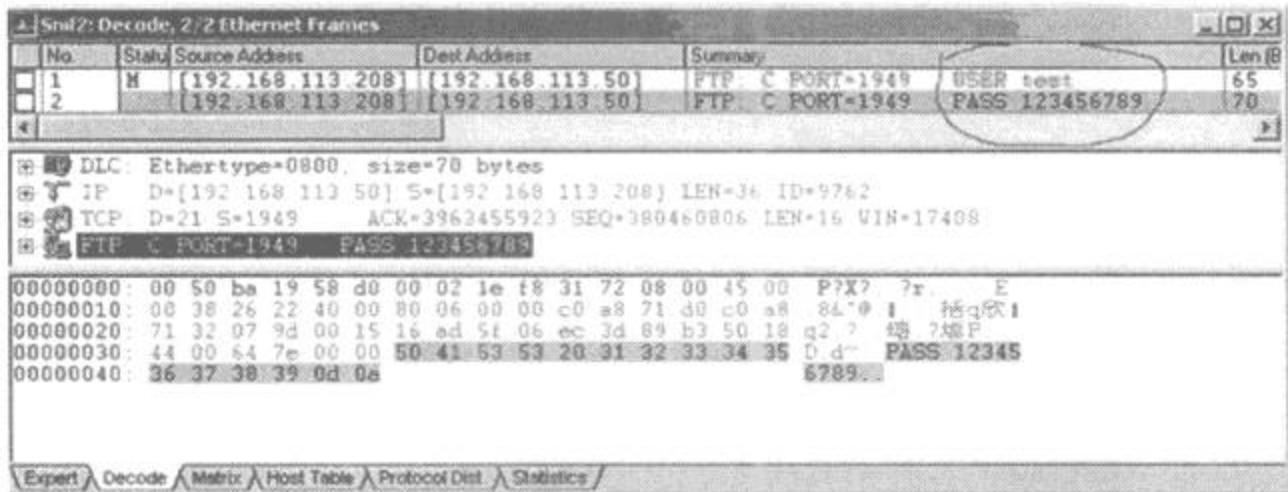 Snif2: Decode, 2/2 Ethernet Frames
No. Statu Source Address Dest Address Summary Len (B
1 M [192.168.113.208] [192.168.113.50] FTP: C PORT=1949 USER test 65
2 [192.168.113.208] [192.168.113.50] FTP: C PORT=1949 PASS 123456789 70
DLC: Ethertype=0800, size=70 bytes
IP D=[192.168.113.50] S=[192.168.113.208] LEN=36 ID=9762
TCP D=21 S=1949 ACK=3963455923 SEQ=380460806 LEN=16 WIN=17408
FTP C PORT=1949 PASS 123456789
00000000: 00 50 ba 19 58 d0 00 02 1e f8 31 72 08 00 45 00 P?X? ?r. E
00000010: 00 38 26 22 40 00 80 06 00 00 c0 a8 71 d0 c0 a8 8&"@
00000020: 71 32 07 9d 00 15 16 ad 5f 06 ec 3d 89 b3 50 18 q2 ?
00000030: 44 00 64 7e 00 00 50 41 53 53 20 31 32 33 34 35 D d~ PASS 12345
00000040: 36 37 38 39 0d 0a 6789..
Expert Decode Matrix Host Table Protocol Dist. Statistics